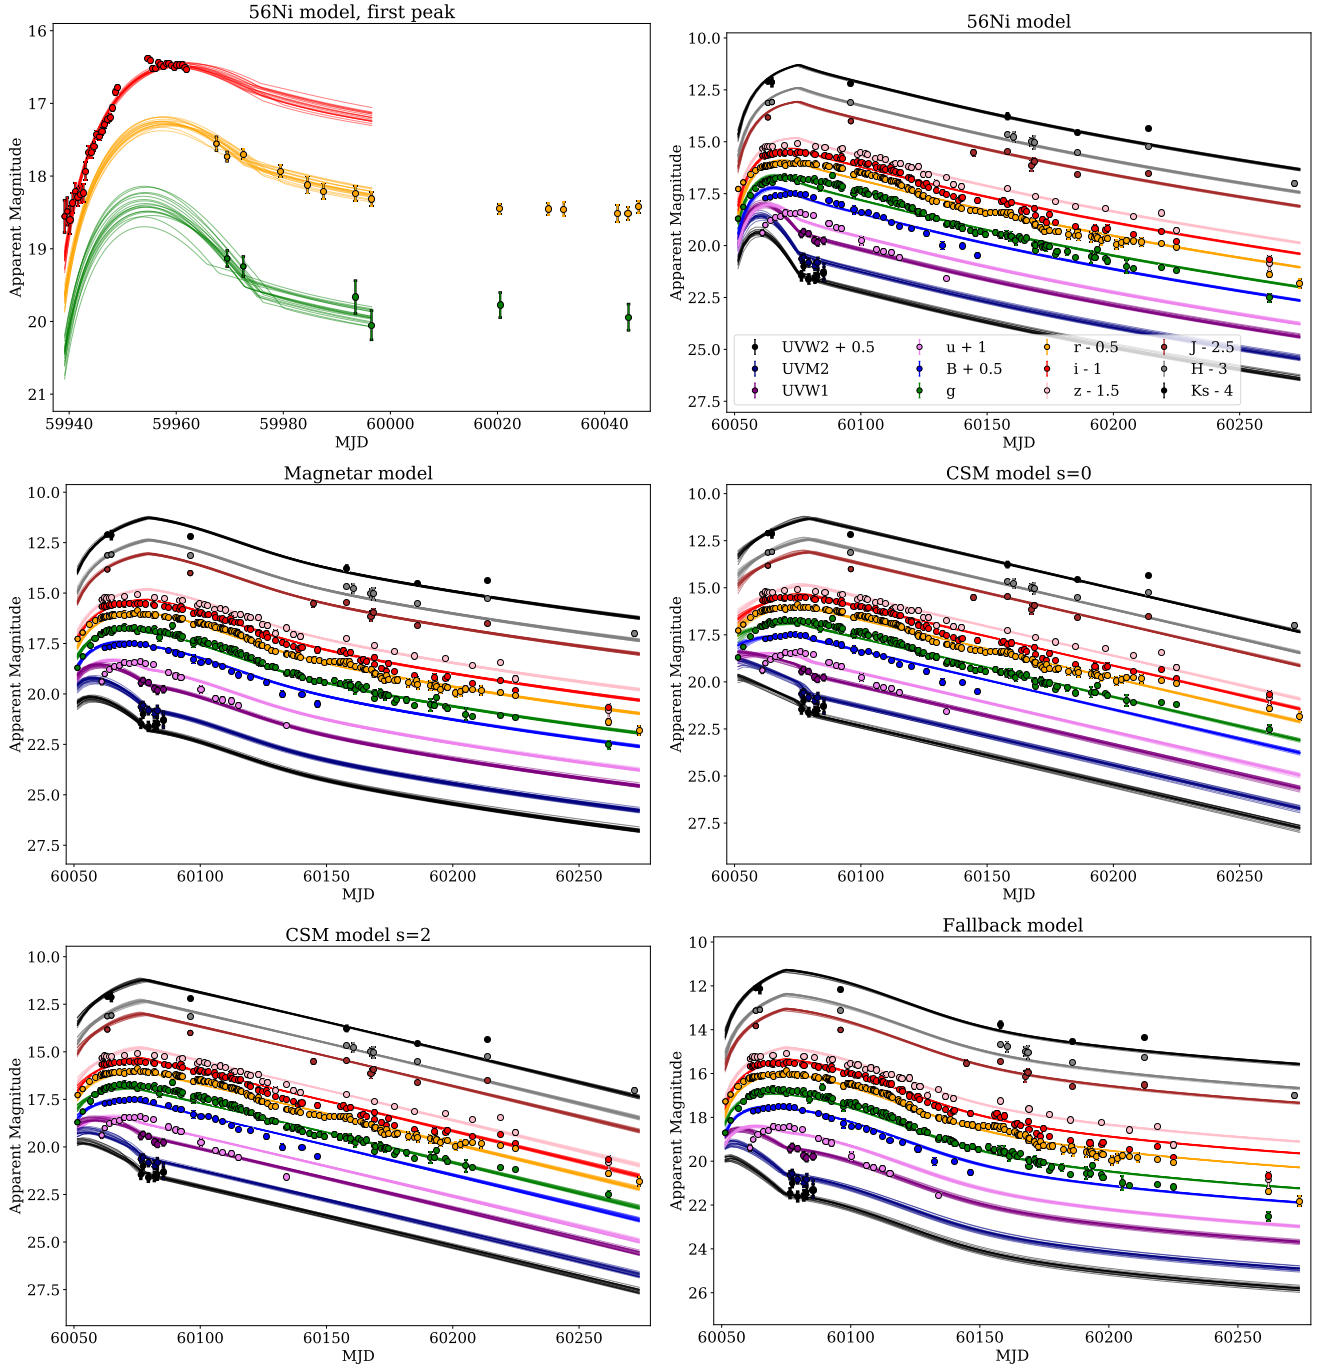 56Ni model, first peak
16
17
18
19
20
21
Apparent Magnitude
59940 59960 59980 60000 60020 60040
MJD
56Ni model
10.0
12.5
15.0
17.5
20.0
22.5
25.0
27.5
Apparent Magnitude
UVW2 + 0.5 u + 1 r - 0.5 J - 2.5
UVM2 B + 0.5 i - 1 H - 3
UVW1 g z - 1.5 Ks - 4
60050 60100 60150 60200 60250
MJD
Magnetar model
10.0
12.5
15.0
17.5
20.0
22.5
25.0
27.5
Apparent Magnitude
60050 60100 60150 60200 60250
MJD
CSM model s=0
10.0
12.5
15.0
17.5
20.0
22.5
25.0
27.5
Apparent Magnitude
60050 60100 60150 60200 60250
MJD
CSM model s=2
10.0
12.5
15.0
17.5
20.0
22.5
25.0
27.5
Apparent Magnitude
60050 60100 60150 60200 60250
MJD
Fallback model
10
12
14
16
18
20
22
24
26
Apparent Magnitude
60050 60100 60150 60200 60250
MJD